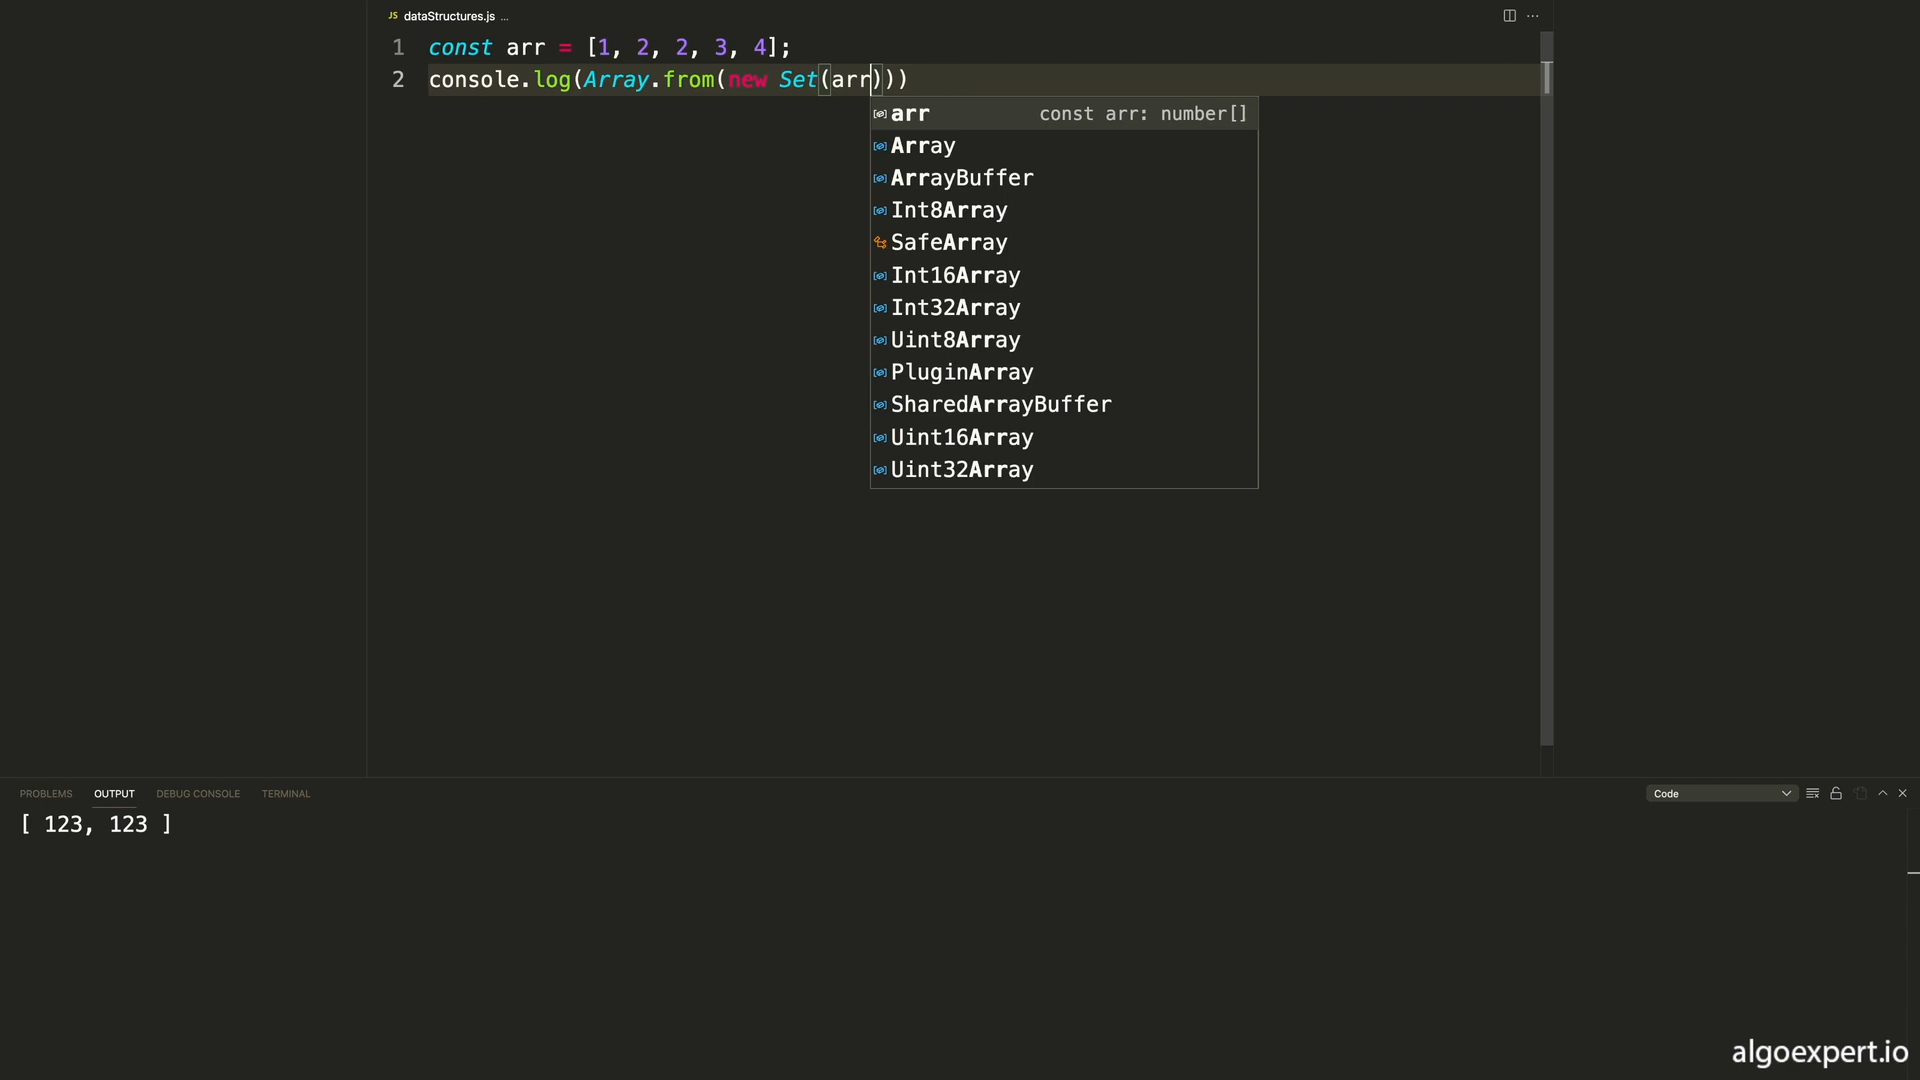 JS dataStructures.js ...
1 const arr = [1, 2, 2, 3, 4];
2 console.log(Array.from(new Set(arr)))
arr const arr: number[]
Array
ArrayBuffer
Int8Array
SafeArray
Int16Array
Int32Array
Uint8Array
PluginArray
SharedArrayBuffer
Uint16Array
Uint32Array
PROBLEMS OUTPUT DEBUG CONSOLE TERMINAL Code
[ 123, 123 ]
algoexpert.io